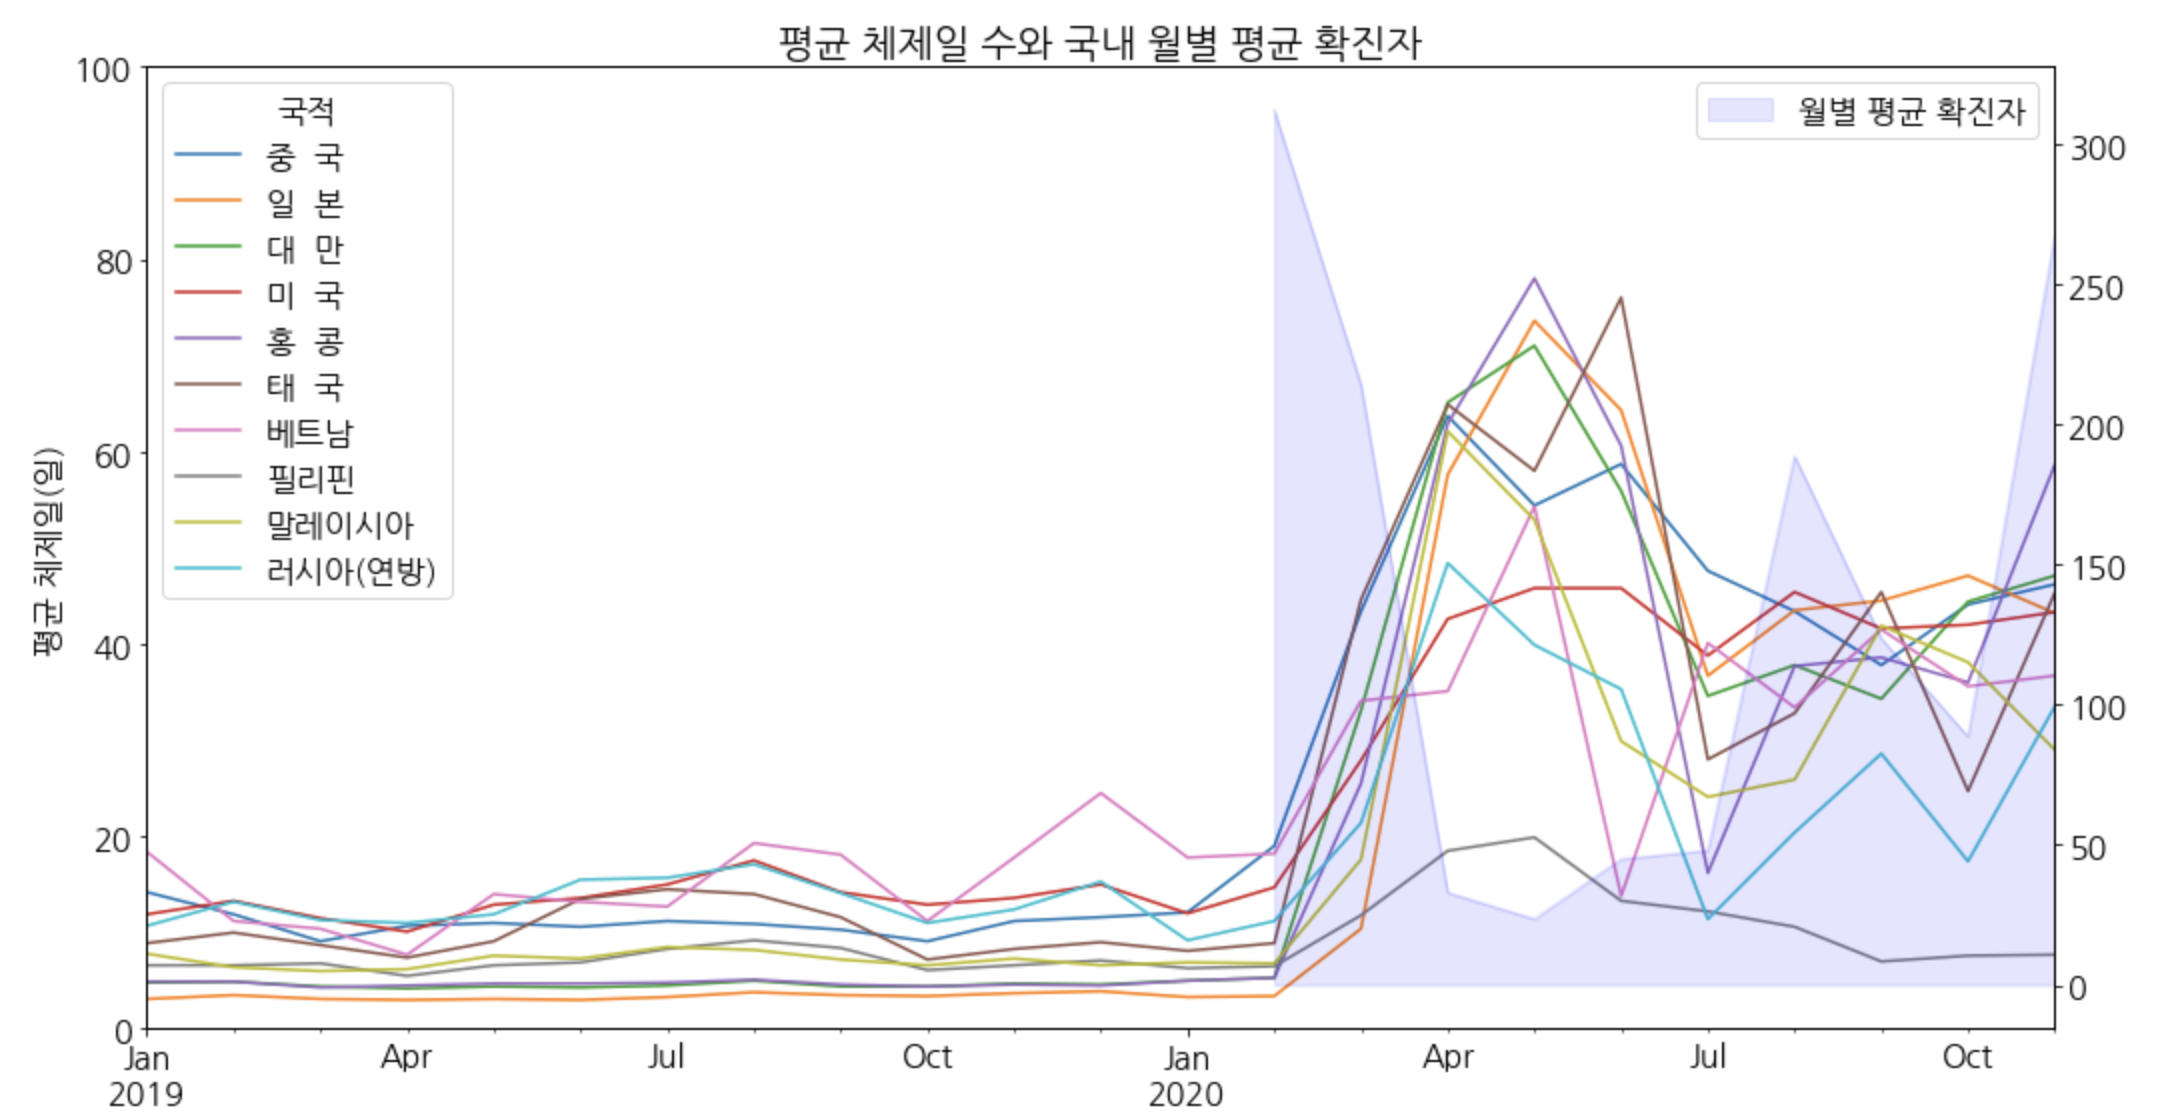 평균 체제일 수와 국내 월별 평균 확진자
국적
중 국
일 본
대 만
미 국
홍 콩
태 국
베트남
필리핀
말레이시아
러시아(연방)
월별 평균 확진자
평균 체제일(일)
100
80
60
40
20
0
300
250
200
150
100
50
0
Jan Apr Jul Oct Jan Apr Jul Oct
2019 2020